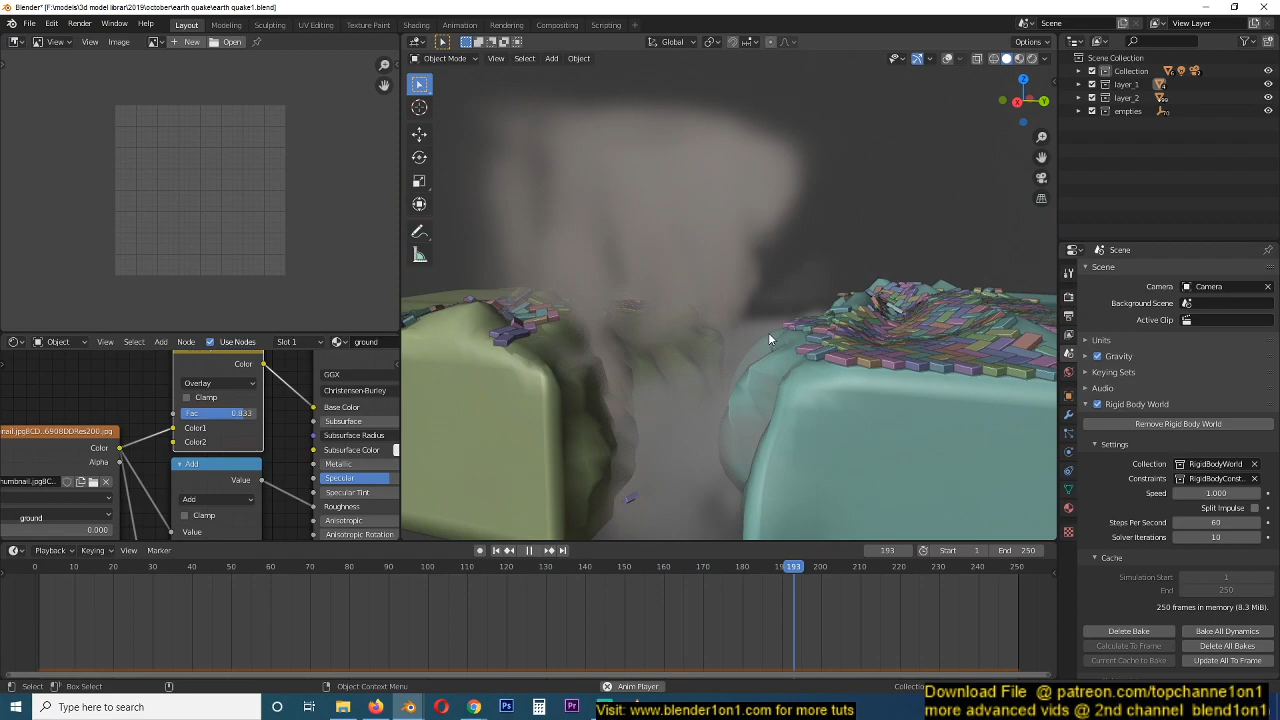 Blender* [F:\models\3d model librar\2019\october\earth quake\earth quake1.blend]
File Edit Render Window Help Layout Modeling Sculpting UV Editing Texture Paint Shading Animation Rendering Compositing Scripting Scene View Layer
View View Image New Open
Global Options
Object Mode View Select Add Object
Scene Collection
Collection
layer_1
layer_2
empties
Scene
Scene
Camera Camera
Background Scene
Active Clip
Units
Gravity
Keying Sets
Audio
Rigid Body World
Remove Rigid Body World
Settings
Collection RigidBodyWorld
Constraints RigidBodyConst...
Speed 1.000
Split Impulse
Steps Per Second 60
Solver Iterations 10
Cache
Simulation Start 1
End 250
250 frames in memory (8.3 MiB).
Delete Bake Bake All Dynamics
Calculate To Frame Delete All Bakes
Current Cache to Bake Update All To Frame
Object View Select Add Node Use Nodes Slot 1 ground
Color
Overlay
Clamp
Fac 0.833
Color1
Color2
Add
Value
Add
Clamp
Value
Color
Alpha
ground
0.000
GGX
Christensen-Burley
Base Color
Subsurface
Subsurface Radius
Subsurface Color
Metallic
Specular
Specular Tint
Roughness
Anisotropic
Anisotropic Rotation
Playback Keying View Marker 193 Start 1 End 250
0 10 20 30 40 50 60 70 80 90 100 110 120 130 140 150 160 170 180 193 200 210 220 230 240 250
Select Box Select Object Context Menu Anim Player
Download File @ patreon.com/topchanne1on1
more advanced vids @ 2nd channel blend1on1
Type here to search
Visit: www.blender1on1.com for more tuts